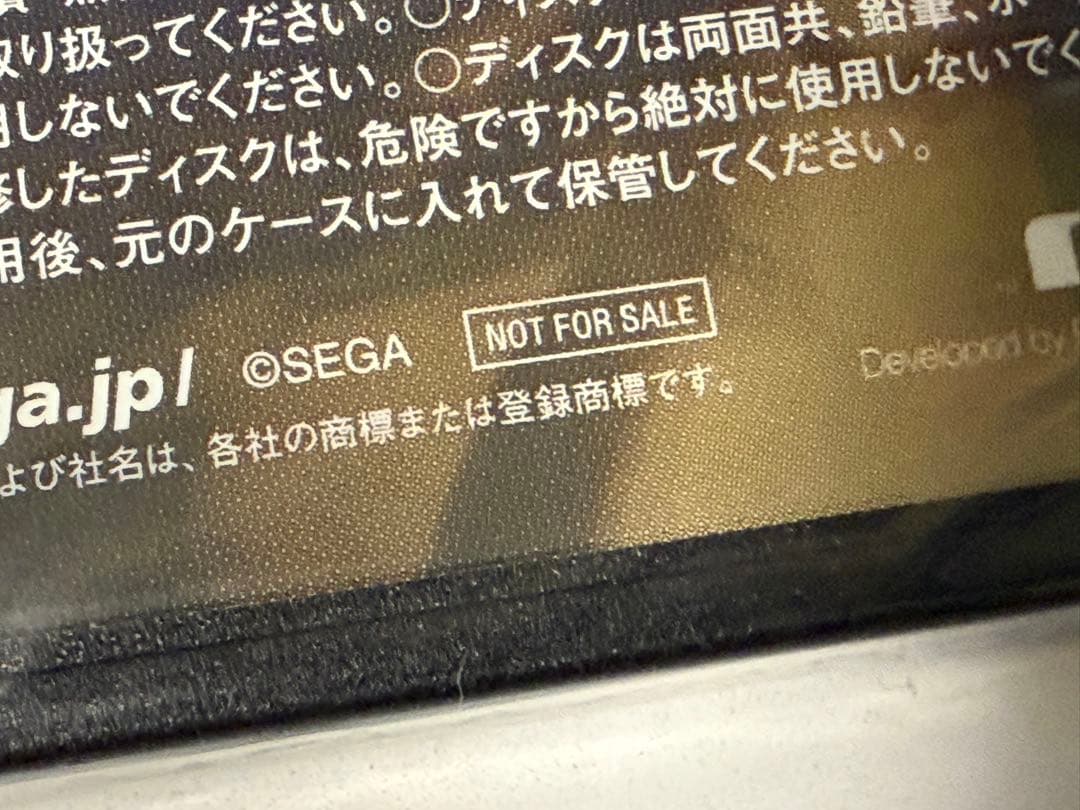 取り扱ってください。○ディス
用しないでください。○ディスクは両面共、鉛筆、ボ
修したディスクは、危険ですから絶対に使用しないでく
用後、元のケースに入れて保管してください。
ga.jp/ ©SEGA NOT FOR SALE
Developed by
よび社名は、各社の商標または登録商標です。